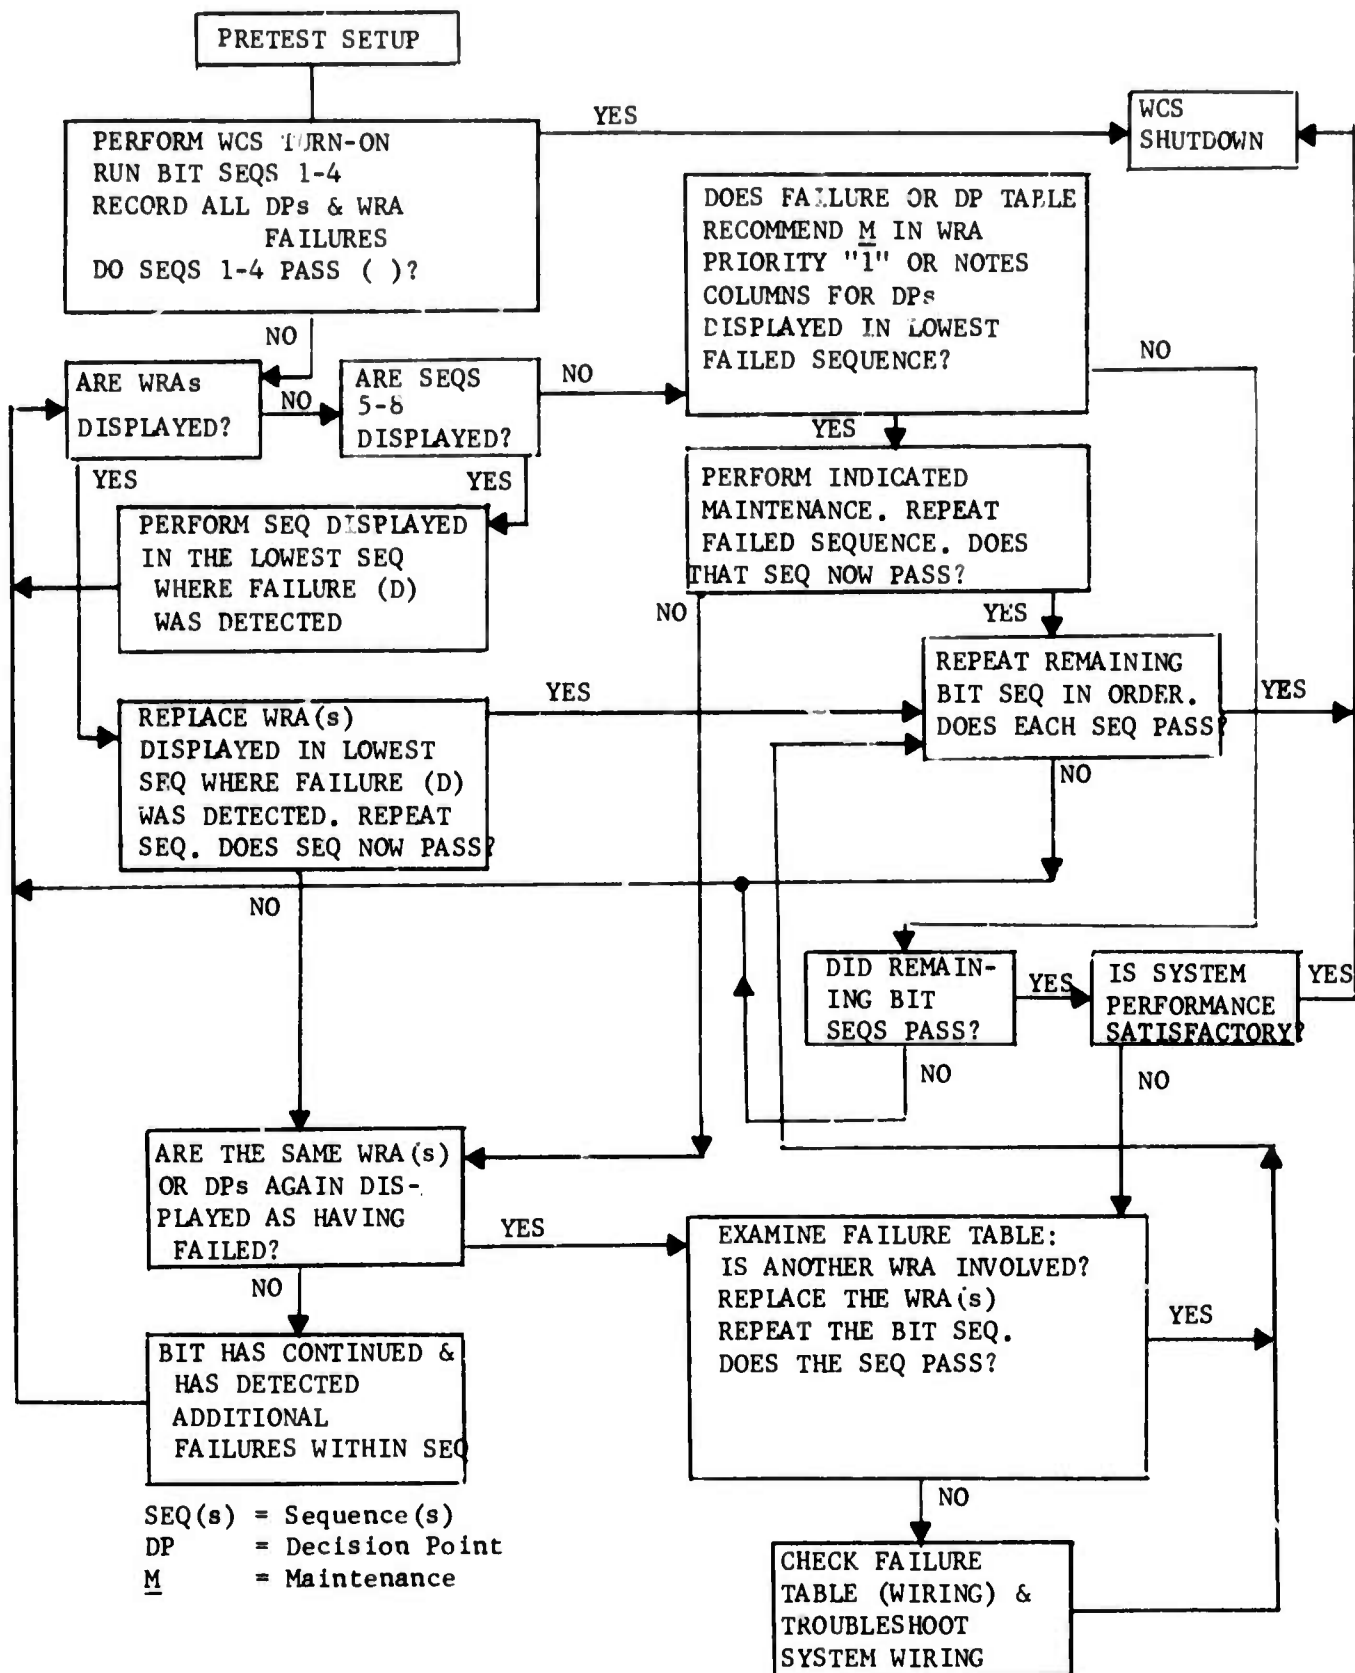 PRETEST SETUP
PERFORM WCS TURN-ON
RUN BIT SEQS 1-4
RECORD ALL DPs & WRA
FAILURES
DO SEQS 1-4 PASS ( )?
YES
WCS
SHUTDOWN
NO
DOES FAILURE OR DP TABLE
RECOMMEND M IN WRA
PRIORITY "1" OR NOTES
COLUMNS FOR DPs
DISPLAYED IN LOWEST
FAILED SEQUENCE?
NO
ARE WRAs
DISPLAYED?
NO
ARE SEQS
5-8
DISPLAYED?
NO
YES
YES
YES
PERFORM SEQ DISPLAYED
IN THE LOWEST SEQ
WHERE FAILURE (D)
WAS DETECTED
PERFORM INDICATED
MAINTENANCE. REPEAT
FAILED SEQUENCE. DOES
THAT SEQ NOW PASS?
NO
YES
REPEAT REMAINING
BIT SEQ IN ORDER.
DOES EACH SEQ PASS?
YES
NO
REPLACE WRA(s)
DISPLAYED IN LOWEST
SEQ WHERE FAILURE (D)
WAS DETECTED. REPEAT
SEQ. DOES SEQ NOW PASS?
YES
NO
DID REMAIN-
ING BIT
SEQS PASS?
YES
IS SYSTEM
PERFORMANCE
SATISFACTORY?
YES
NO
NO
ARE THE SAME WRA(s)
OR DPs AGAIN DIS-
PLAYED AS HAVING
FAILED?
YES
NO
EXAMINE FAILURE TABLE:
IS ANOTHER WRA INVOLVED?
REPLACE THE WRA(s)
REPEAT THE BIT SEQ.
DOES THE SEQ PASS?
YES
NO
BIT HAS CONTINUED &
HAS DETECTED
ADDITIONAL
FAILURES WITHIN SEQ
CHECK FAILURE
TABLE (WIRING) &
TROUBLESHOOT
SYSTEM WIRING
SEQ(s) = Sequence(s)
DP = Decision Point
M = Maintenance